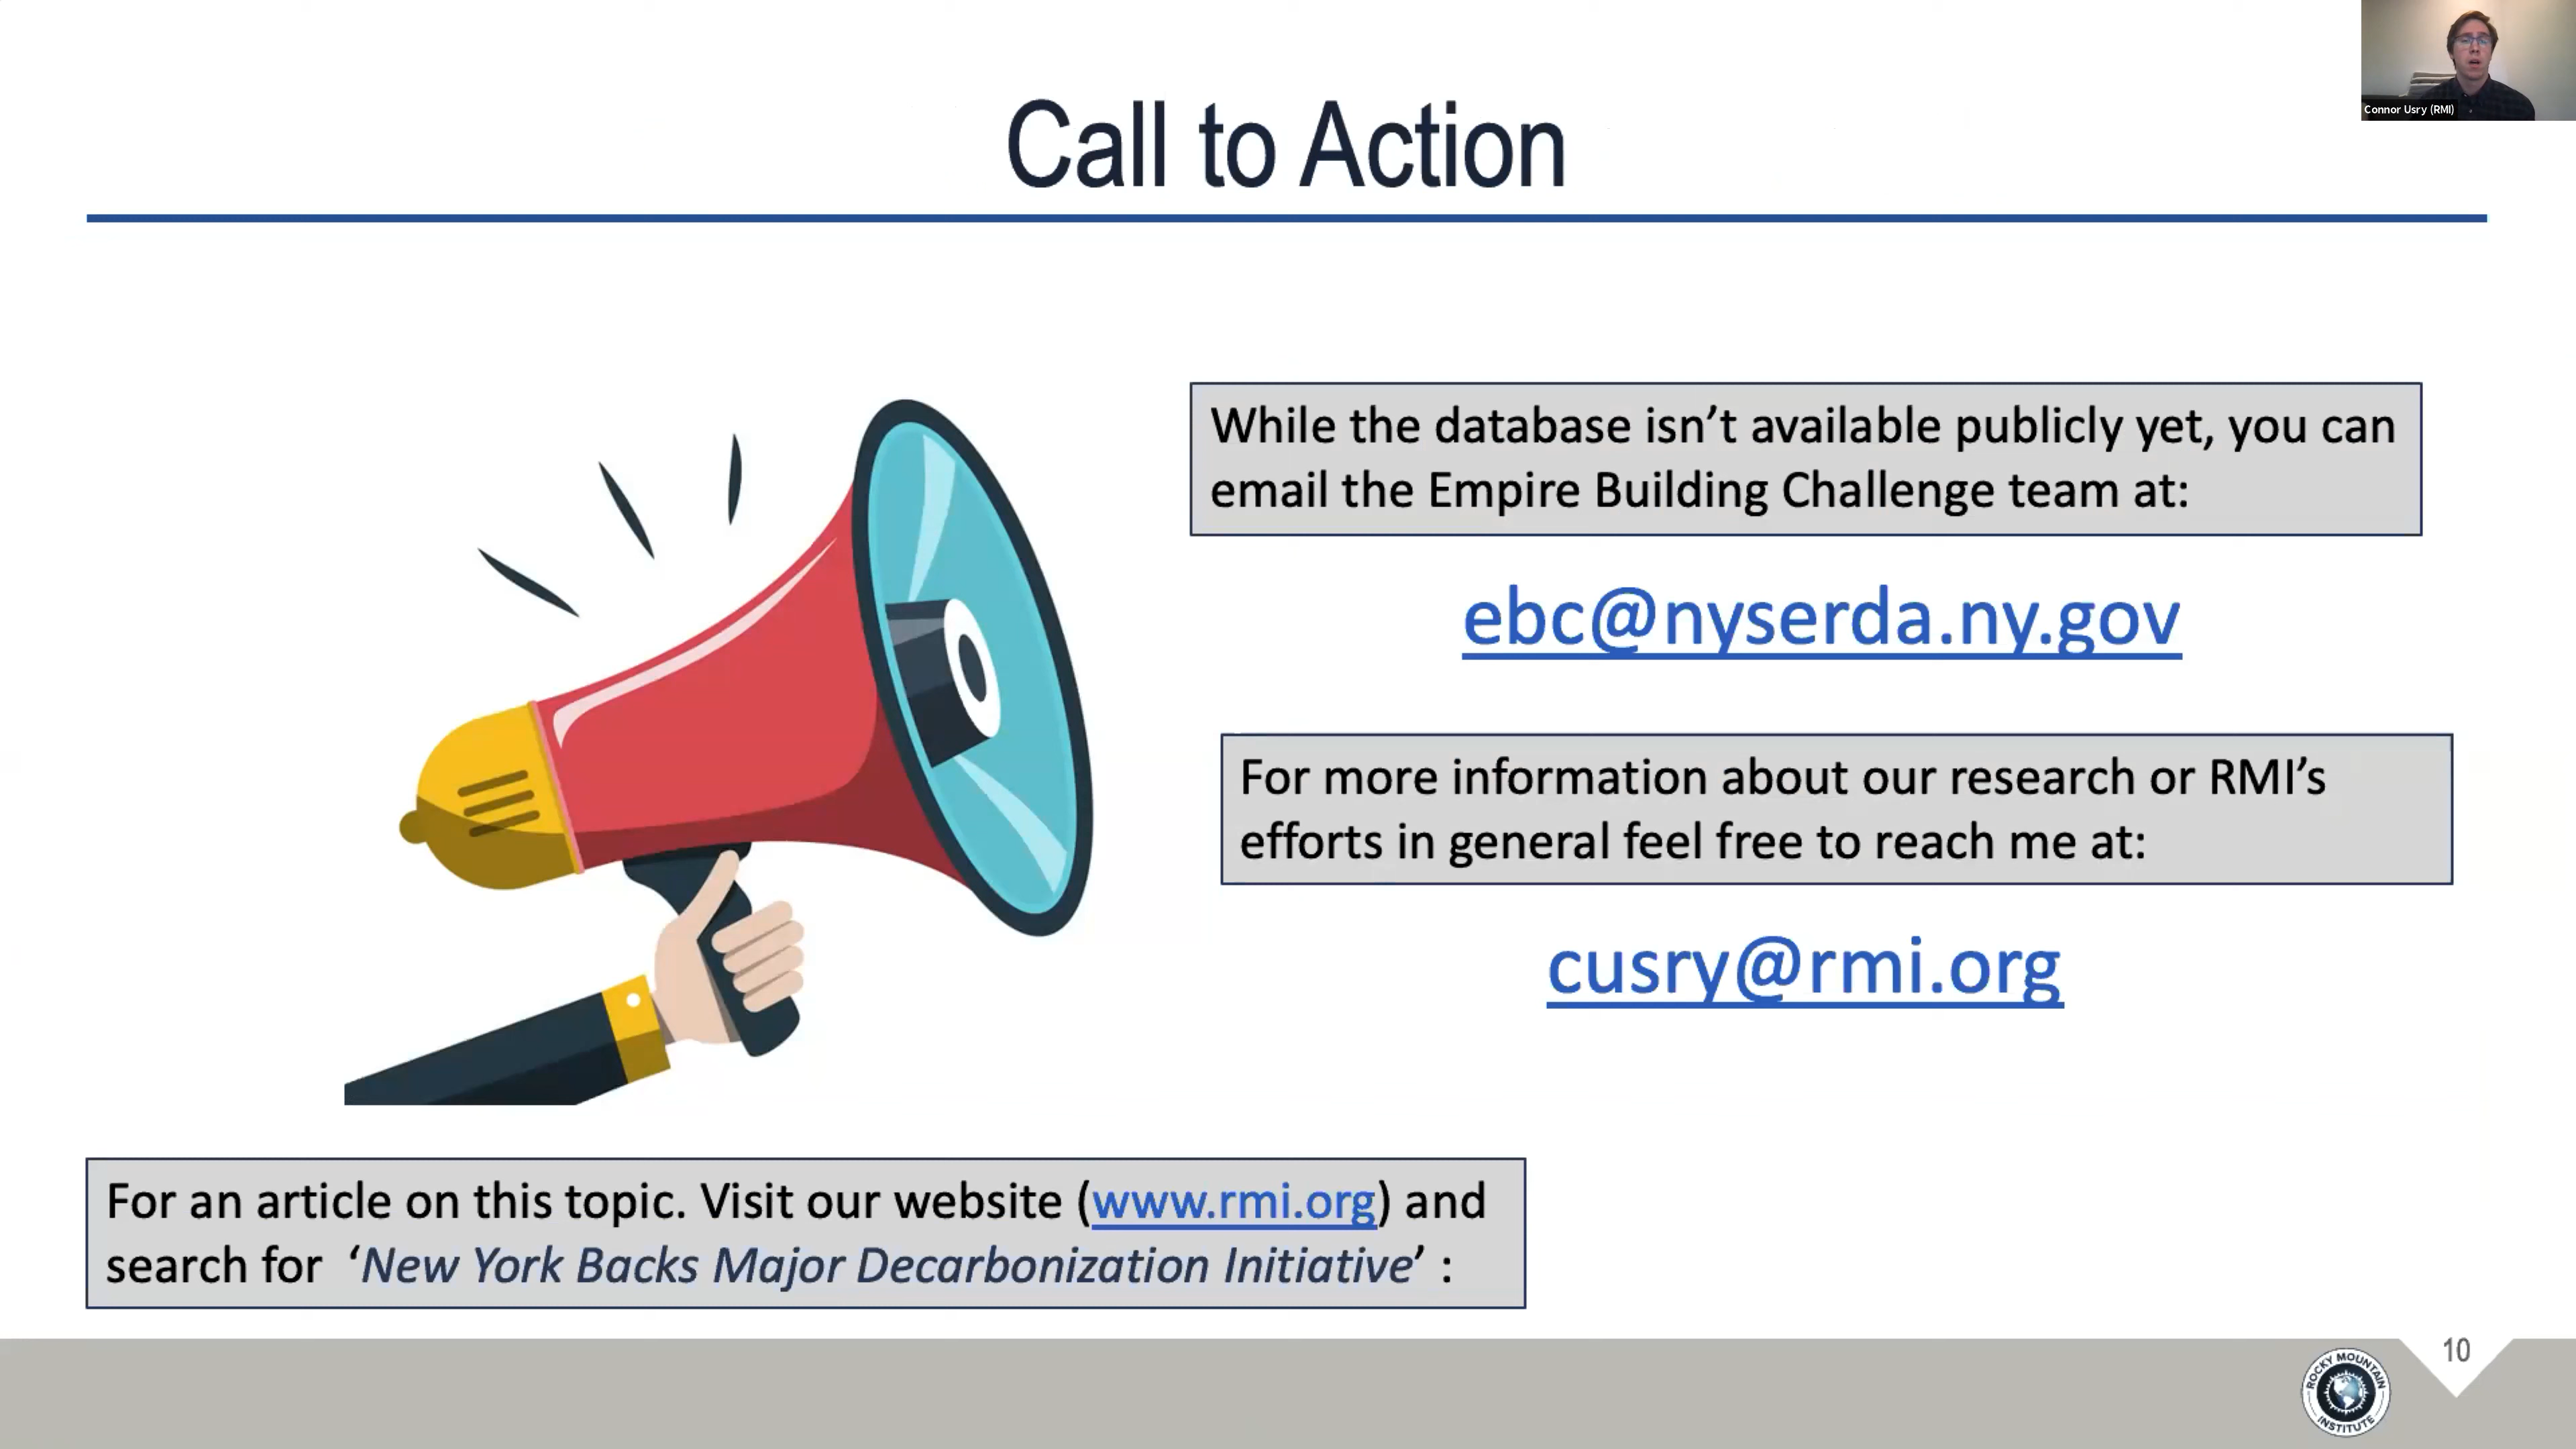 Connor Usry (RMI)
Call to Action
While the database isn’t available publicly yet, you can
email the Empire Building Challenge team at:
ebc@nyserda.ny.gov
For more information about our research or RMI’s
efforts in general feel free to reach me at:
cusry@rmi.org
For an article on this topic. Visit our website (www.rmi.org) and
search for ‘New York Backs Major Decarbonization Initiative’ :
10
ROCKY MOUNTAIN
INSTITUTE